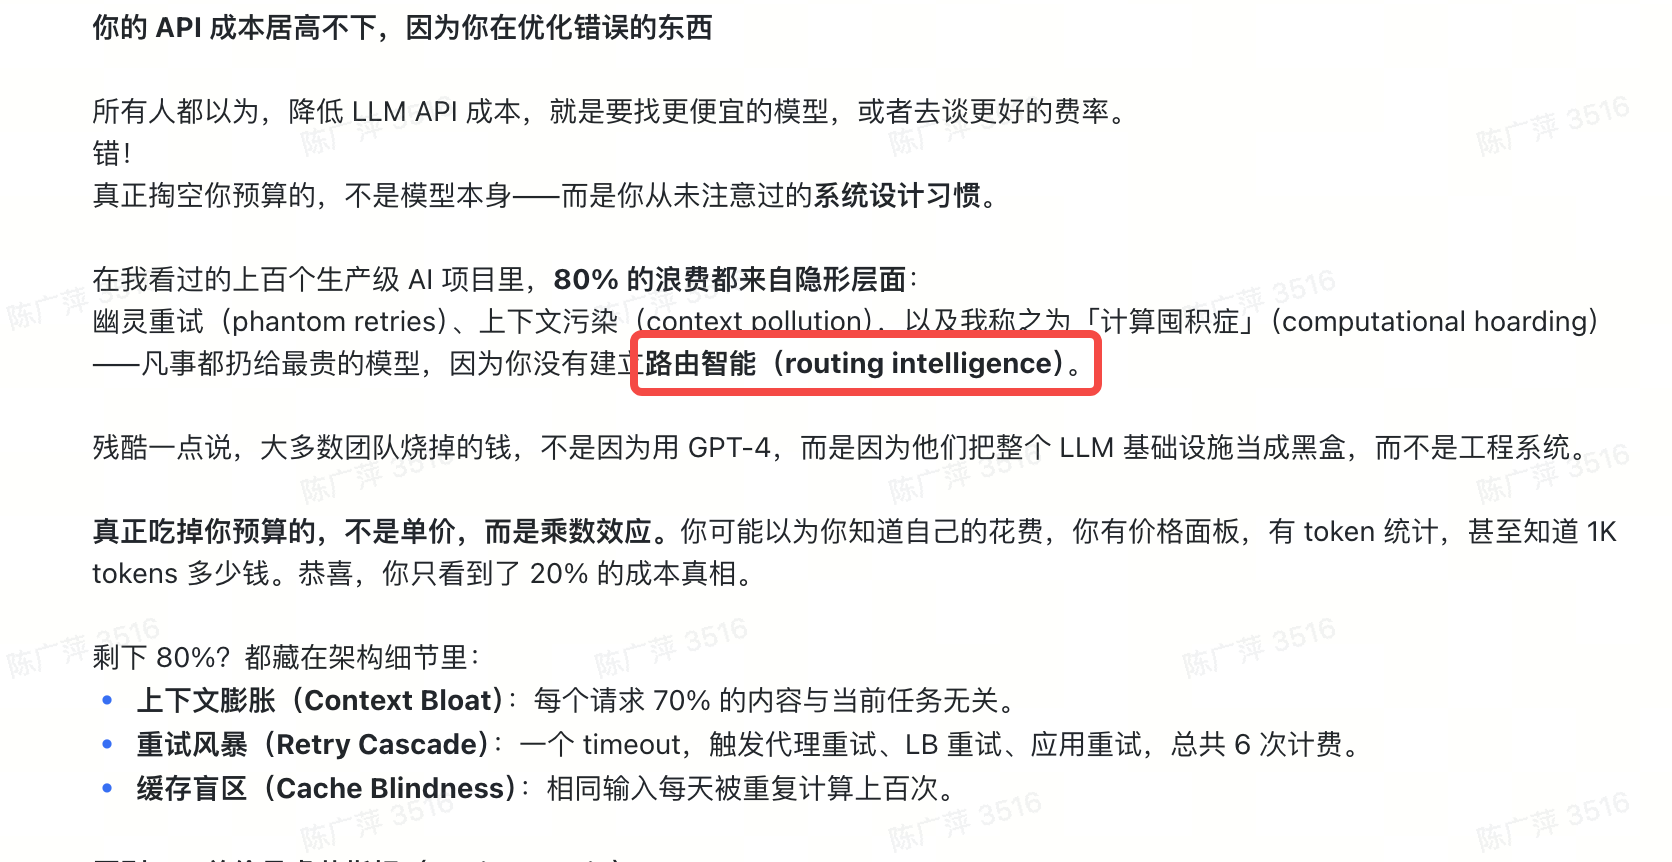 你的 API 成本居高不下，因为你在优化错误的东西
所有人都以为，降低 LLM API 成本，就是要找更便宜的模型，或者去谈更好的费率。
错！
真正掏空你预算的，不是模型本身——而是你从未注意过的系统设计习惯。
在我看过的上百个生产级 AI 项目里，80% 的浪费都来自隐形层面：
幽灵重试（phantom retries）、上下文污染（context pollution），以及我称之为「计算囤积症」（computational hoarding）
——凡事都扔给最贵的模型，因为你没有建立路由智能（routing intelligence）。
残酷一点说，大多数团队烧掉的钱，不是因为用 GPT-4，而是因为他们把整个 LLM 基础设施当成黑盒，而不是工程系统。
真正吃掉你预算的，不是单价，而是乘数效应。你可能以为你知道自己的花费，你有价格面板，有 token 统计，甚至知道 1K
tokens 多少钱。恭喜，你只看到了 20% 的成本真相。
剩下 80%？都藏在架构细节里：
• 上下文膨胀（Context Bloat）：每个请求 70% 的内容与当前任务无关。
• 重试风暴（Retry Cascade）：一个 timeout，触发代理重试、LB 重试、应用重试，总共 6 次计费。
• 缓存盲区（Cache Blindness）：相同输入每天被重复计算上百次。
陈广萍 3516